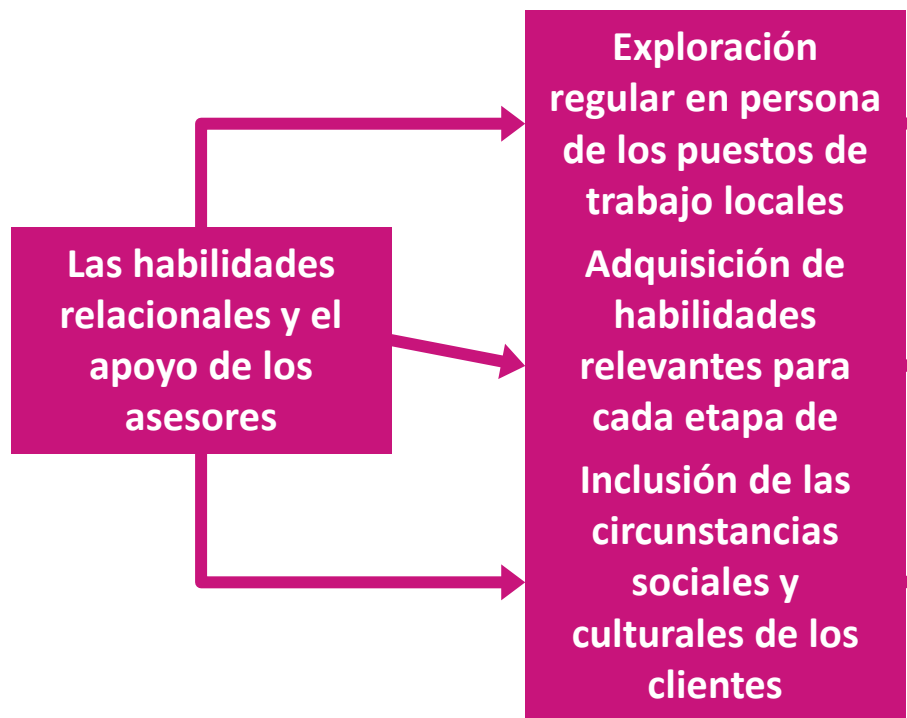 Las habilidades
relacionales y el
apoyo de los
asesores
Exploración
regular en persona
de los puestos de
trabajo locales
Adquisición de
habilidades
relevantes para
cada etapa de
Inclusión de las
circunstancias
sociales y
culturales de los
clientes